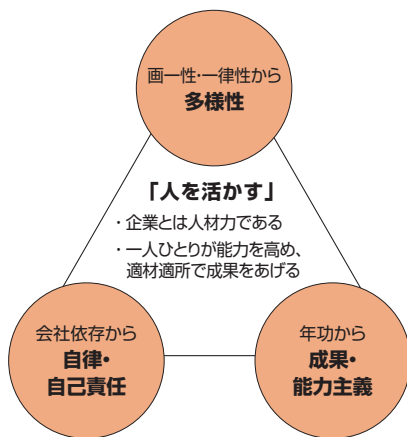 画一性・一律性から
多様性
「人を活かす」
・企業とは人材力である
・一人ひとりが能力を高め、
適材適所で成果をあげる
会社依存から
自律・
自己責任
年功から
成果・
能力主義